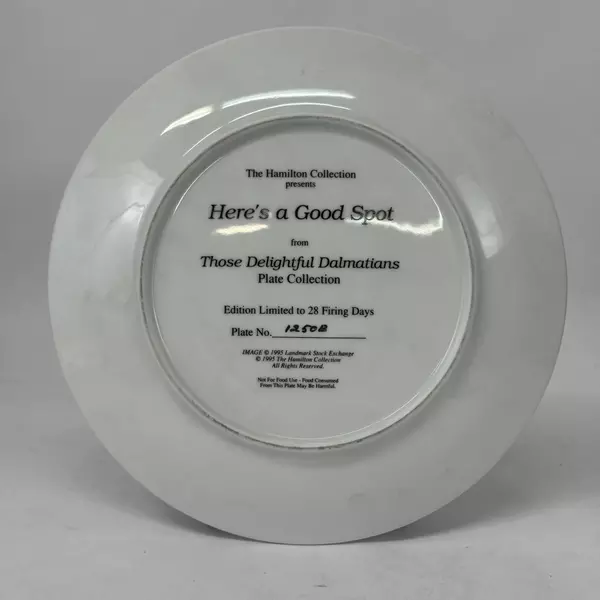 The Hamilton Collection
presents
Here's a Good Spot
from
Those Delightful Dalmatians
Plate Collection
Edition Limited to 28 Firing Days
Plate No. 1250B
IMAGE © 1995 Landmark Stock Exchange
© 1995 The Hamilton Collection
All Rights Reserved.
Not For Food Use - Food Consumed
From This Plate May Be Harmful.